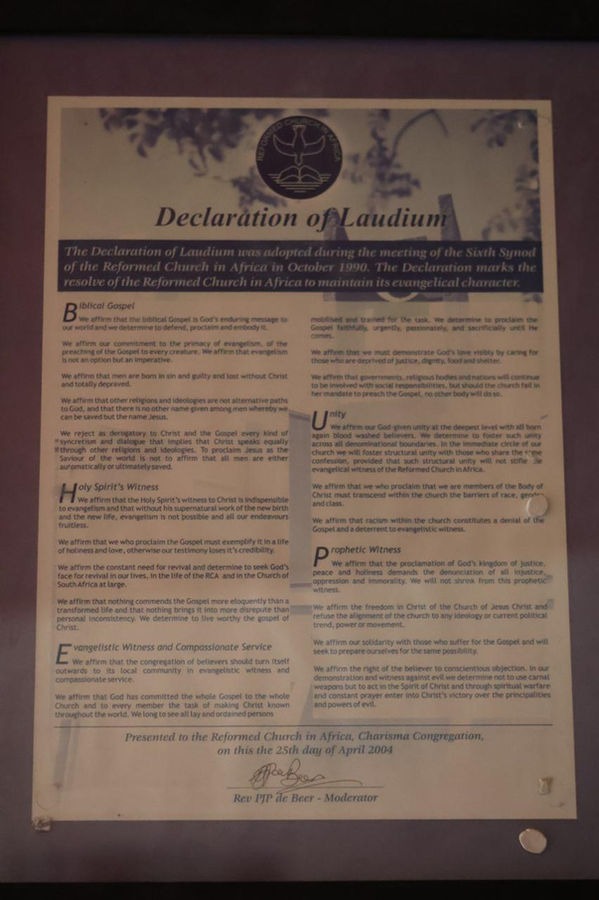 REFORMED CHURCH IN AFRICA
Declaration of Laudium
The Declaration of Laudium was adopted during the meeting of the Sixth Synod
of the Reformed Church in Africa in October 1990. The Declaration marks the
resolve of the Reformed Church in Africa to maintain its evangelical character.
Biblical Gospel
We affirm that the biblical Gospel is God's enduring message to
our world and we determine to defend, proclaim and embody it.
We affirm our commitment to the primacy of evangelism, of the
preaching of the Gospel to every creature. We affirm that evangelism
is not an option but an imperative.
We affirm that men are born in sin and guilty and lost without Christ
and totally depraved.
We affirm that other religions and ideologies are not alternative paths
to God, and that there is no other name given among men whereby we
can be saved but the name Jesus.
We reject as derogatory to Christ and the Gospel every kind of
syncretism and dialogue that implies that Christ speaks equally
through other religions and ideologies. To proclaim Jesus as the
Saviour of the world is not to affirm that all men are either
automatically or ultimately saved.
Holy Spirit's Witness
We affirm that the Holy Spirit's witness to Christ is indispensible
to evangelism and that without his supernatural work of the new birth
and the new life, evangelism is not possible and all our endeavours
fruitless.
We affirm that we who proclaim the Gospel must exemplify it in a life
of holiness and love, otherwise our testimony loses it's credibility.
We affirm the constant need for revival and determine to seek God's
face for revival in our lives, in the life of the RCA and in the Church of
South Africa at large.
We affirm that nothing commends the Gospel more eloquently than a
transformed life and that nothing brings it into more disrepute than
personal inconsistency. We determine to live worthy the gospel of
Christ.
Evangelistic Witness and Compassionate Service
We affirm that the congregation of believers should turn itself
outwards to its local community in evangelistic witness and
compassionate service.
We affirm that God has committed the whole Gospel to the whole
Church and to every member the task of making Christ known
throughout the world. We long to see all lay and ordained persons
mobilised and trained for the task. We determine to proclaim the
Gospel faithfully, urgently, passionately, and sacrificially until He
comes.
We affirm that we must demonstrate God's love visibly by caring for
those who are deprived of justice, dignity, food and shelter.
We affirm that governments, religious bodies and nations will continue
to be involved with social responsibilities, but should the church fail in
her mandate to preach the Gospel, no other body will do so.
Unity
We affirm our God-given unity at the deepest level with all born
again blood washed believers. We determine to foster such unity
across all denominational boundaries. In the immediate circle of our
church we will foster structural unity with those who share the same
confession, provided that such structural unity will not stifle the
evangelical witness of the Reformed Church in Africa.
We affirm that we who proclaim that we are members of the Body of
Christ must transcend within the church the barriers of race, gender
and class.
We affirm that racism within the church constitutes a denial of the
Gospel and a deterrent to evangelistic witness.
Prophetic Witness
We affirm that the proclamation of God's kingdom of justice,
peace and holiness demands the denunciation of all injustice,
oppression and immorality. We will not shrink from this prophetic
witness.
We affirm the freedom in Christ of the Church of Jesus Christ and
refuse the alignment of the church to any ideology or current political
trend, power or movement.
We affirm our solidarity with those who suffer for the Gospel and will
seek to prepare ourselves for the same possibility.
We affirm the right of the believer to conscientious objection. In our
demonstration and witness against evil we determine not to use carnal
weapons but to act in the Spirit of Christ and through spiritual warfare
and constant prayer enter into Christ's victory over the principalities
and powers of evil.
Presented to the Reformed Church in Africa, Charisma Congregation,
on this the 25th day of April 2004
Rev PJP de Beer - Moderator